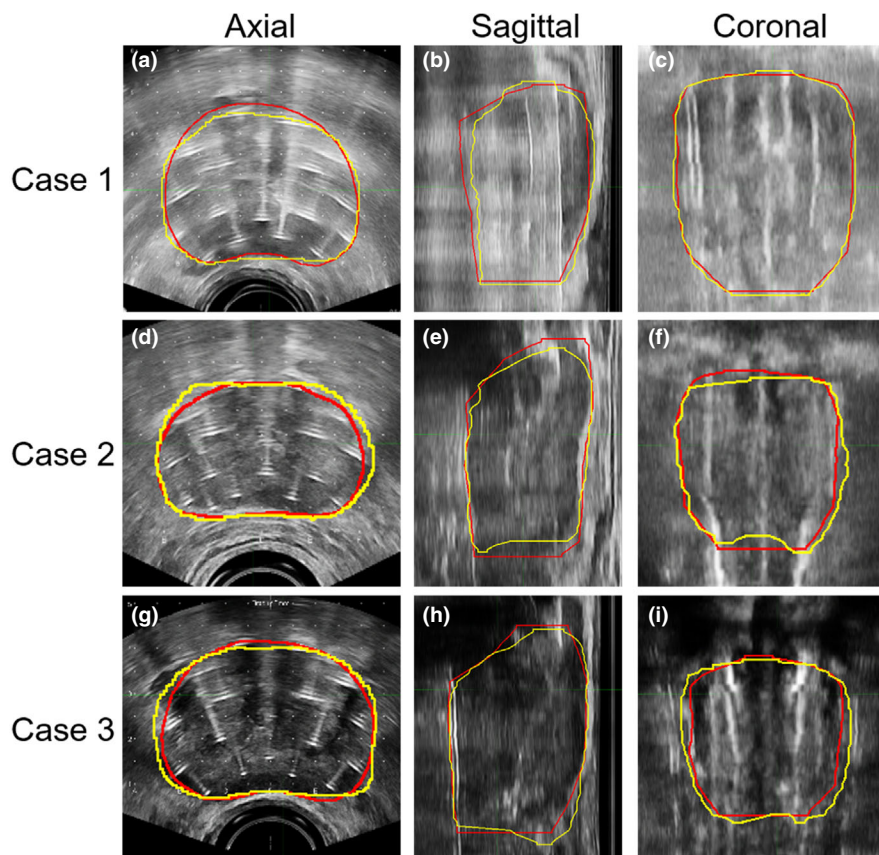 Axial Sagittal Coronal
(a) (b) (c)
Case 1
(d) (e) (f)
Case 2
(g) (h) (i)
Case 3